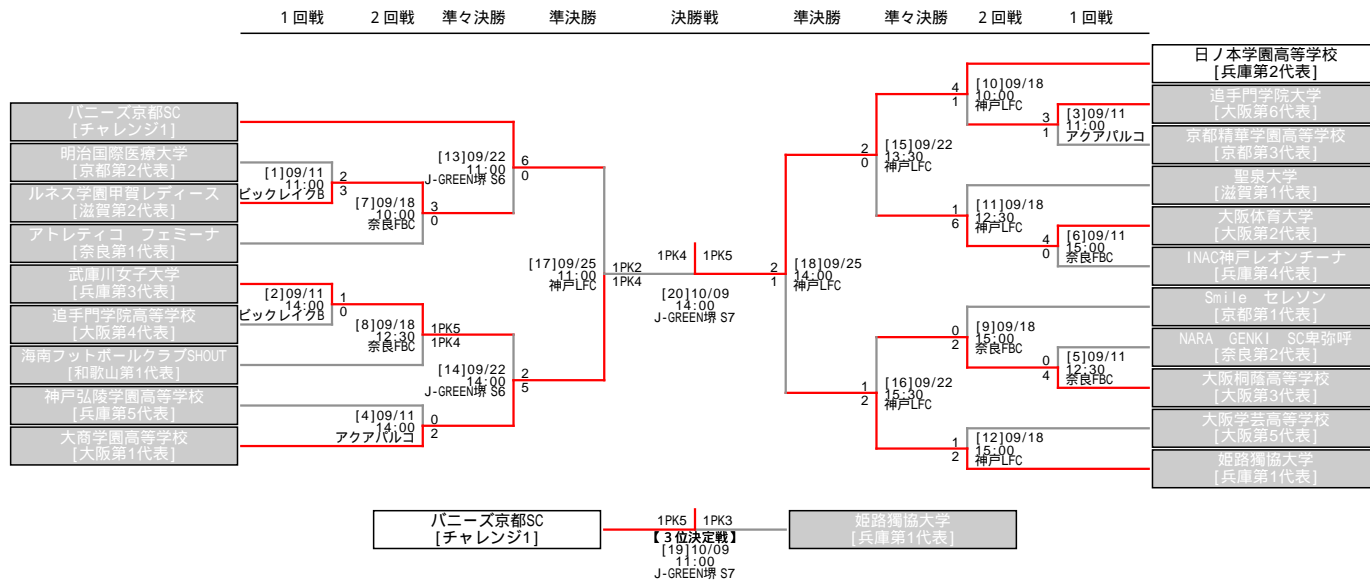 1回戦 2回戦 準々決勝 準決勝 決勝戦 準決勝 準々決勝 2回戦 1回戦
バニーズ京都SC
[チャレンジ1]
明治国際医療大学
[京都第2代表]
ルネス学園甲賀レディース
[滋賀第2代表]
アトレティコ フェミーナ
[奈良第1代表]
武庫川女子大学
[兵庫第3代表]
追手門学院高等学校
[大阪第4代表]
海南フットボールクラブSHOUT
[和歌山第1代表]
神戸弘陵学園高等学校
[兵庫第5代表]
大商学園高等学校
[大阪第1代表]
[1]09/11
11:00
ビックレイクB
2
3
[2]09/11
14:00
ビックレイクB
1
0
[7]09/18
10:00
奈良FBC
3
0
[8]09/18
12:30
奈良FBC
1PK5
1PK4
[4]09/11
14:00
アクアパルコ
0
2
[13]09/22
11:00
J-GREEN堺 S6
6
0
[14]09/22
14:00
J-GREEN堺 S6
2
5
[17]09/25
11:00
神戸LFC
1PK2
1PK4
1PK4 1PK5
[20]10/09
14:00
J-GREEN堺 S7
2
1
[18]09/25
14:00
神戸LFC
2
0
[15]09/22
13:30
神戸LFC
1
2
[16]09/22
15:30
神戸LFC
4
1
[10]09/18
10:00
神戸LFC
1
6
[11]09/18
12:30
神戸LFC
0
2
[9]09/18
15:00
奈良FBC
1
2
[12]09/18
15:00
神戸LFC
3
1
[3]09/11
11:00
アクアパルコ
4
0
[6]09/11
15:00
奈良FBC
0
4
[5]09/11
12:30
奈良FBC
日ノ本学園高等学校
[兵庫第2代表]
追手門学院大学
[大阪第6代表]
京都精華学園高等学校
[京都第3代表]
聖泉大学
[滋賀第1代表]
大阪体育大学
[大阪第2代表]
INAC神戸レオンチーナ
[兵庫第4代表]
Smile セレソン
[京都第1代表]
NARA GENKI SC卑弥呼
[奈良第2代表]
大阪桐蔭高等学校
[大阪第3代表]
大阪学芸高等学校
[大阪第5代表]
姫路獨協大学
[兵庫第1代表]
バニーズ京都SC
[チャレンジ1]
1PK5 1PK3
【3位決定戦】
[19]10/09
11:00
J-GREEN堺 S7
姫路獨協大学
[兵庫第1代表]